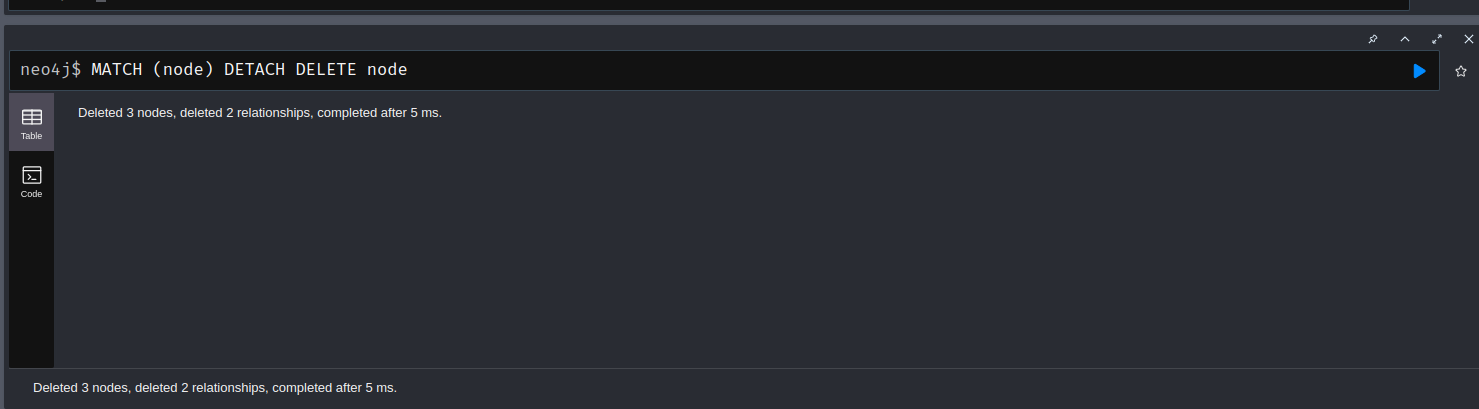 neo4j$ MATCH (node) DETACH DELETE node
Deleted 3 nodes, deleted 2 relationships, completed after 5 ms.
Table
Code
Deleted 3 nodes, deleted 2 relationships, completed after 5 ms.